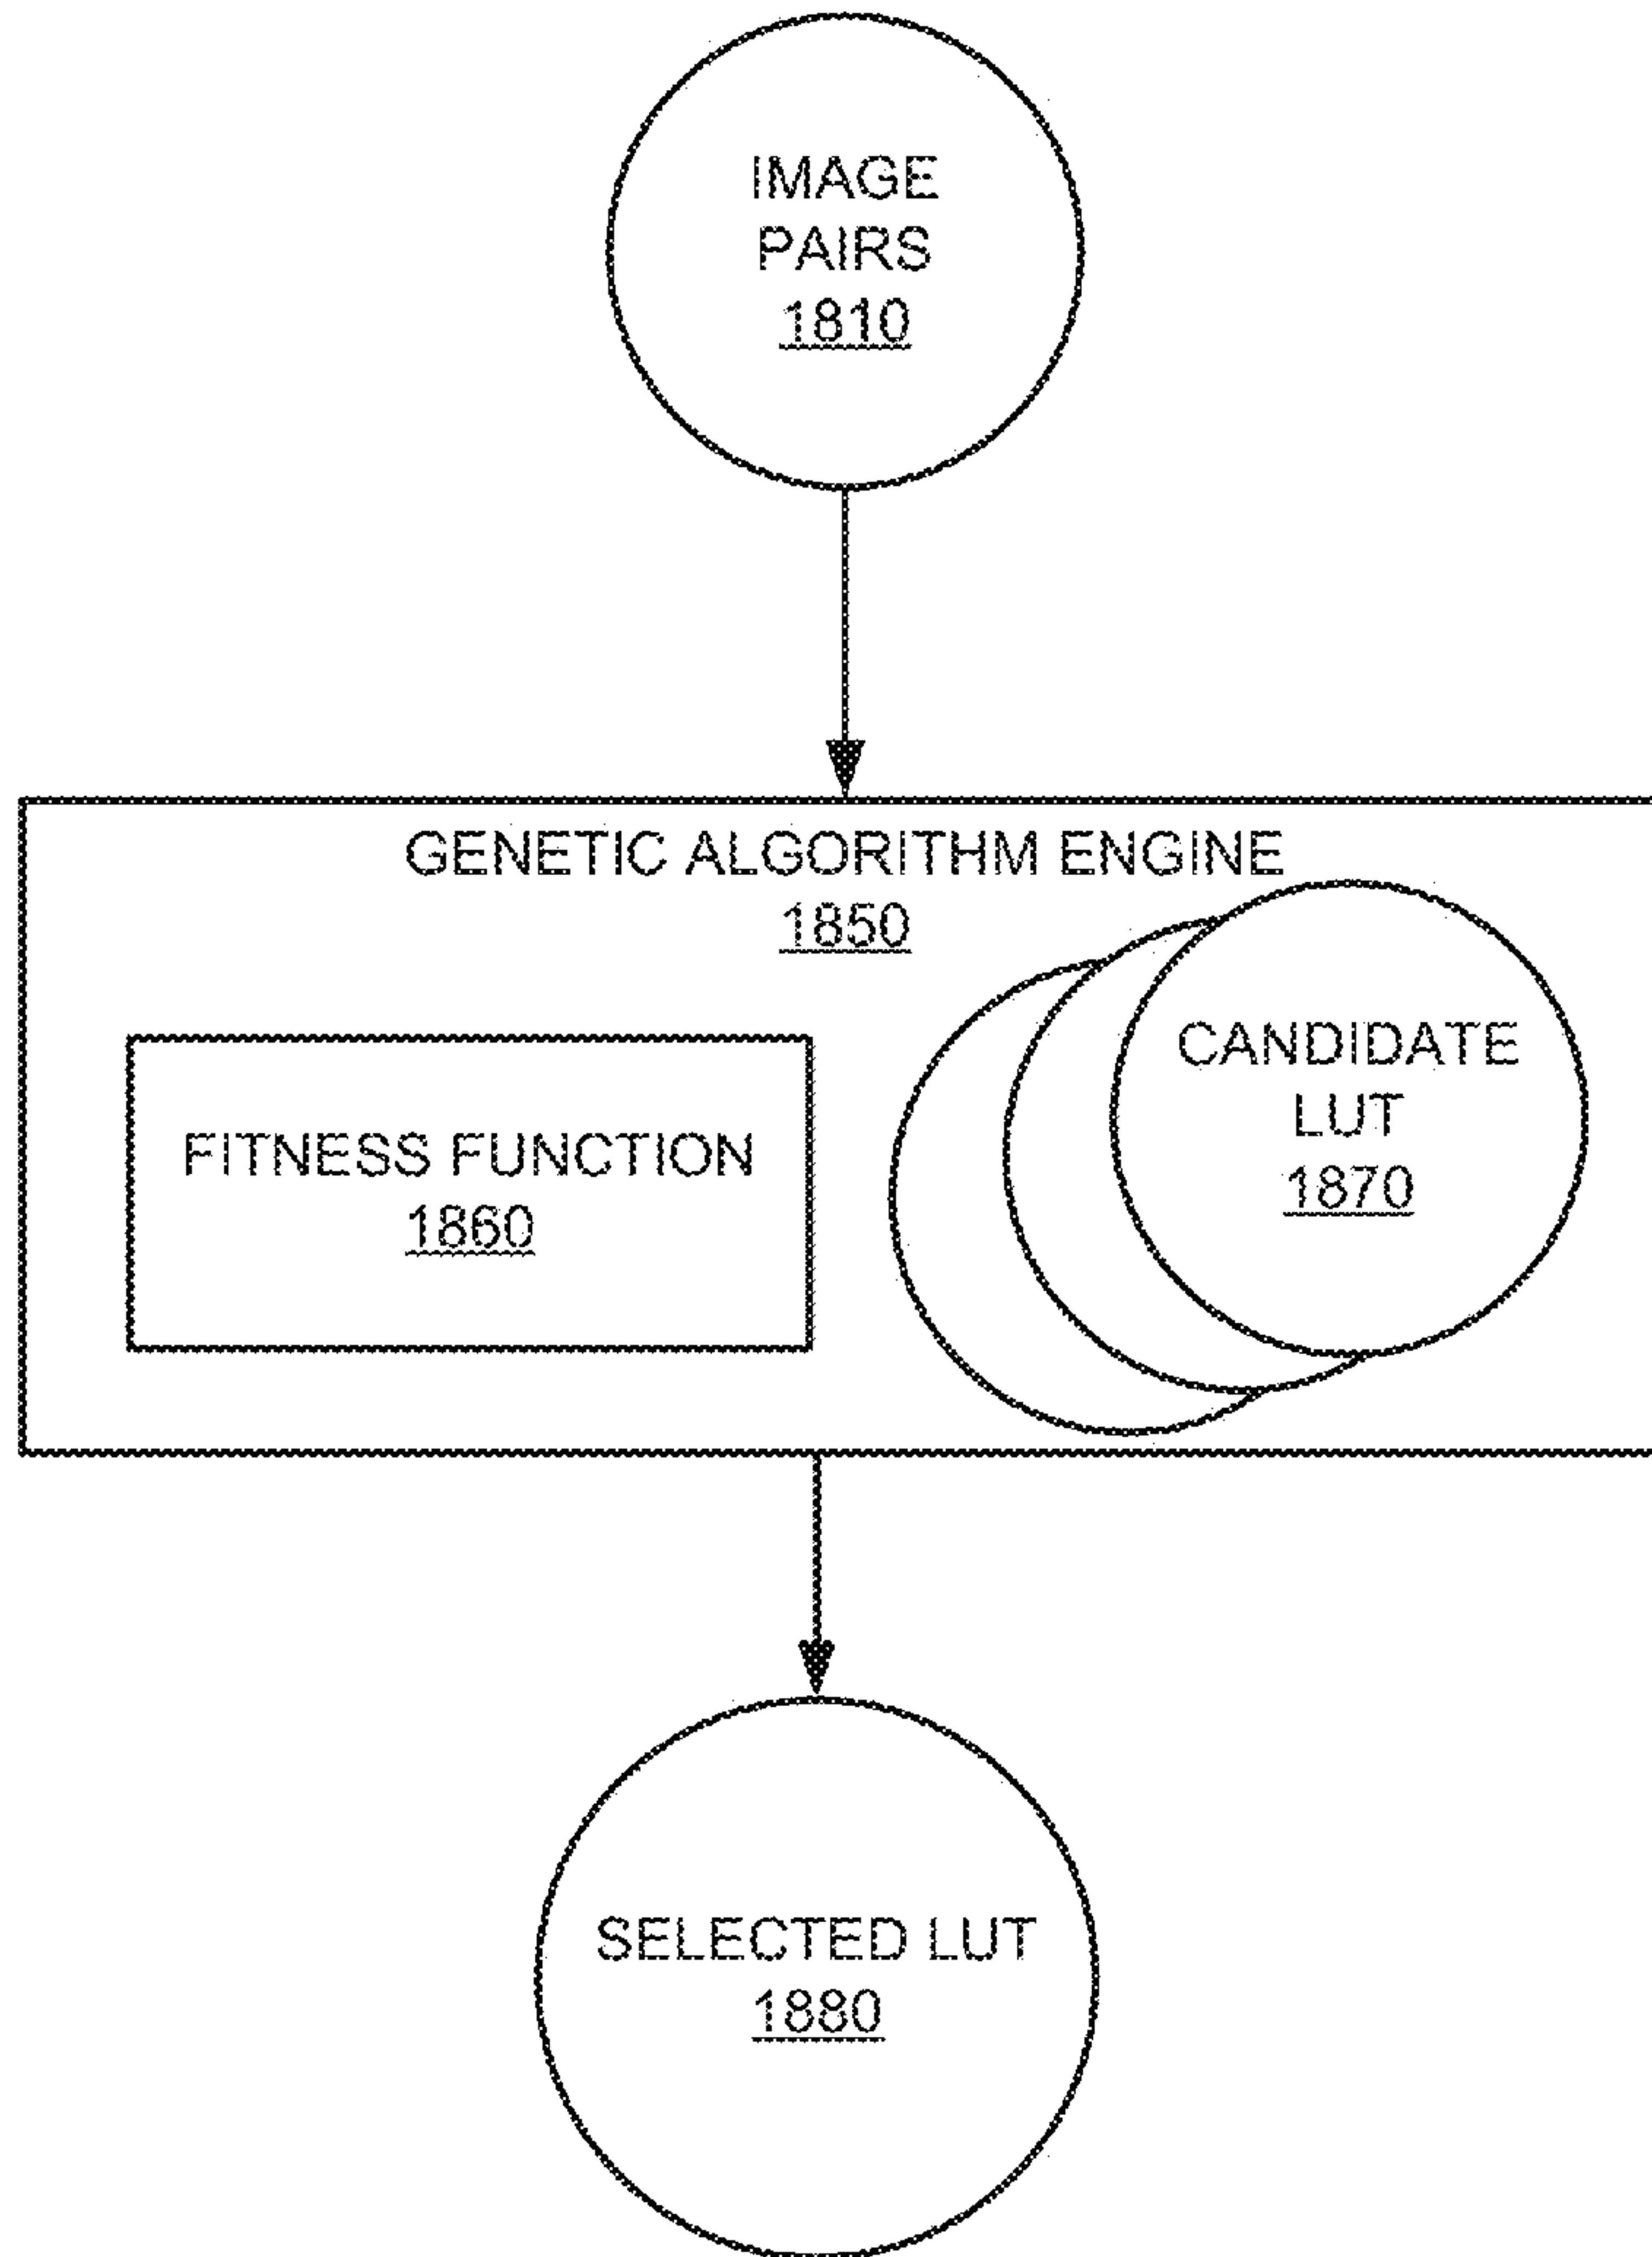 IMAGE
PAIRS
1810
GENETIC ALGORITHM ENGINE
1850
FITNESS FUNCTION
1860
CANDIDATE
LUT
1870
SELECTED LUT
1880